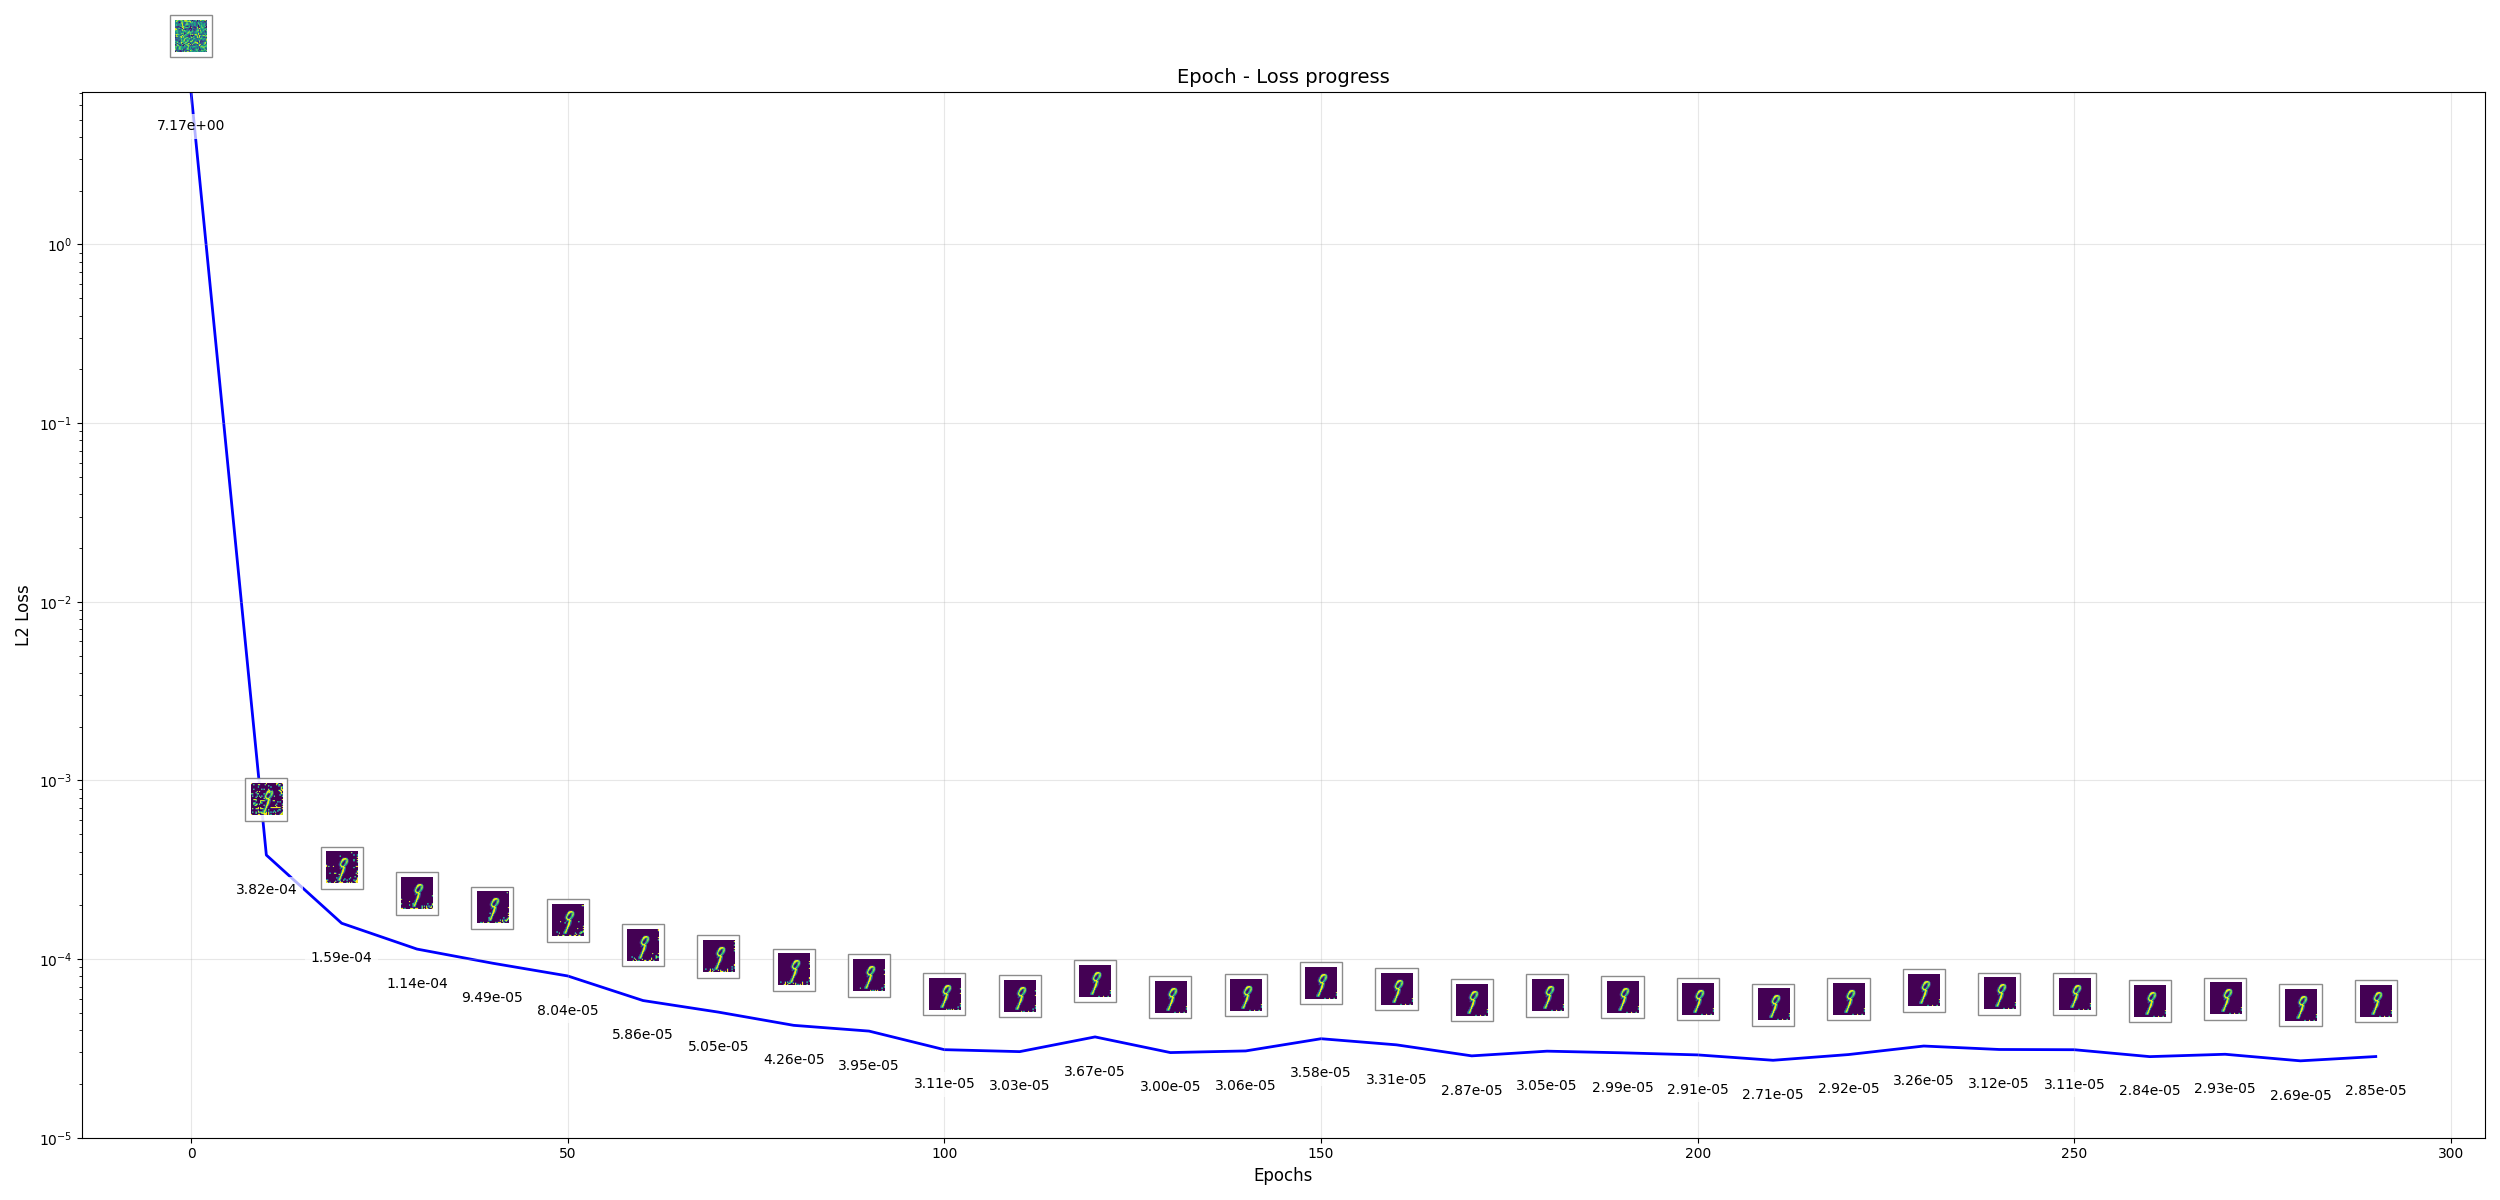 Epoch - Loss progress
7.17e+00
10⁰
10⁻¹
10⁻²
10⁻³
10⁻⁴
10⁻⁵
L2 Loss
3.82e-04
1.59e-04
1.14e-04
9.49e-05
8.04e-05
5.86e-05
5.05e-05
4.26e-05
3.95e-05
3.11e-05
3.03e-05
3.67e-05
3.00e-05
3.06e-05
3.58e-05
3.31e-05
2.87e-05
3.05e-05
2.99e-05
2.91e-05
2.71e-05
2.92e-05
3.26e-05
3.12e-05
3.11e-05
2.84e-05
2.93e-05
2.69e-05
2.85e-05
0 50 100 150 200 250 300
Epochs